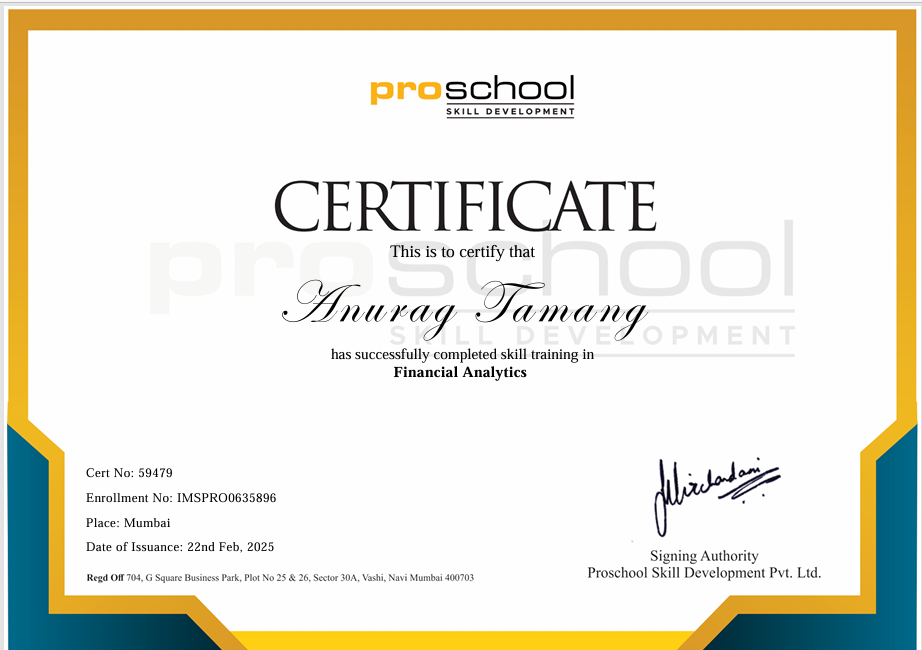 proschool
SKILL DEVELOPMENT
CERTIFICATE
This is to certify that
proschool
Anurag Tamang
SKILL DEVELOPMENT
has successfully completed skill training in
Financial Analytics
Cert No: 59479
Enrollment No: IMSPRO0635896
Place: Mumbai
Date of Issuance: 22nd Feb, 2025
Regd Off 704, G Square Business Park, Plot No 25 & 26, Sector 30A, Vashi, Navi Mumbai 400703
Signing Authority
Proschool Skill Development Pvt. Ltd.